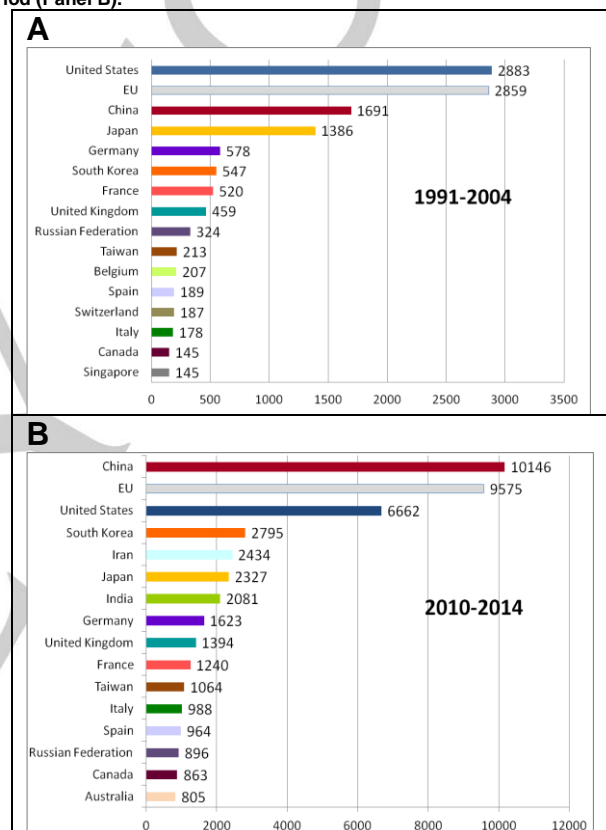 iod (Panel B).
A
United States 2883
EU 2859
China 1691
Japan 1386
Germany 578
South Korea 547
France 520
United Kingdom 459
1991-2004
Russian Federation 324
Taiwan 213
Belgium 207
Spain 189
Switzerland 187
Italy 178
Canada 145
Singapore 145
0 500 1000 1500 2000 2500 3000 3500
B
China 10146
EU 9575
United States 6662
South Korea 2795
Iran 2434
Japan 2327
India 2081
2010-2014
Germany 1623
United Kingdom 1394
France 1240
Taiwan 1064
Italy 988
Spain 964
Russian Federation 896
Canada 863
Australia 805
0 2000 4000 6000 8000 10000 12000